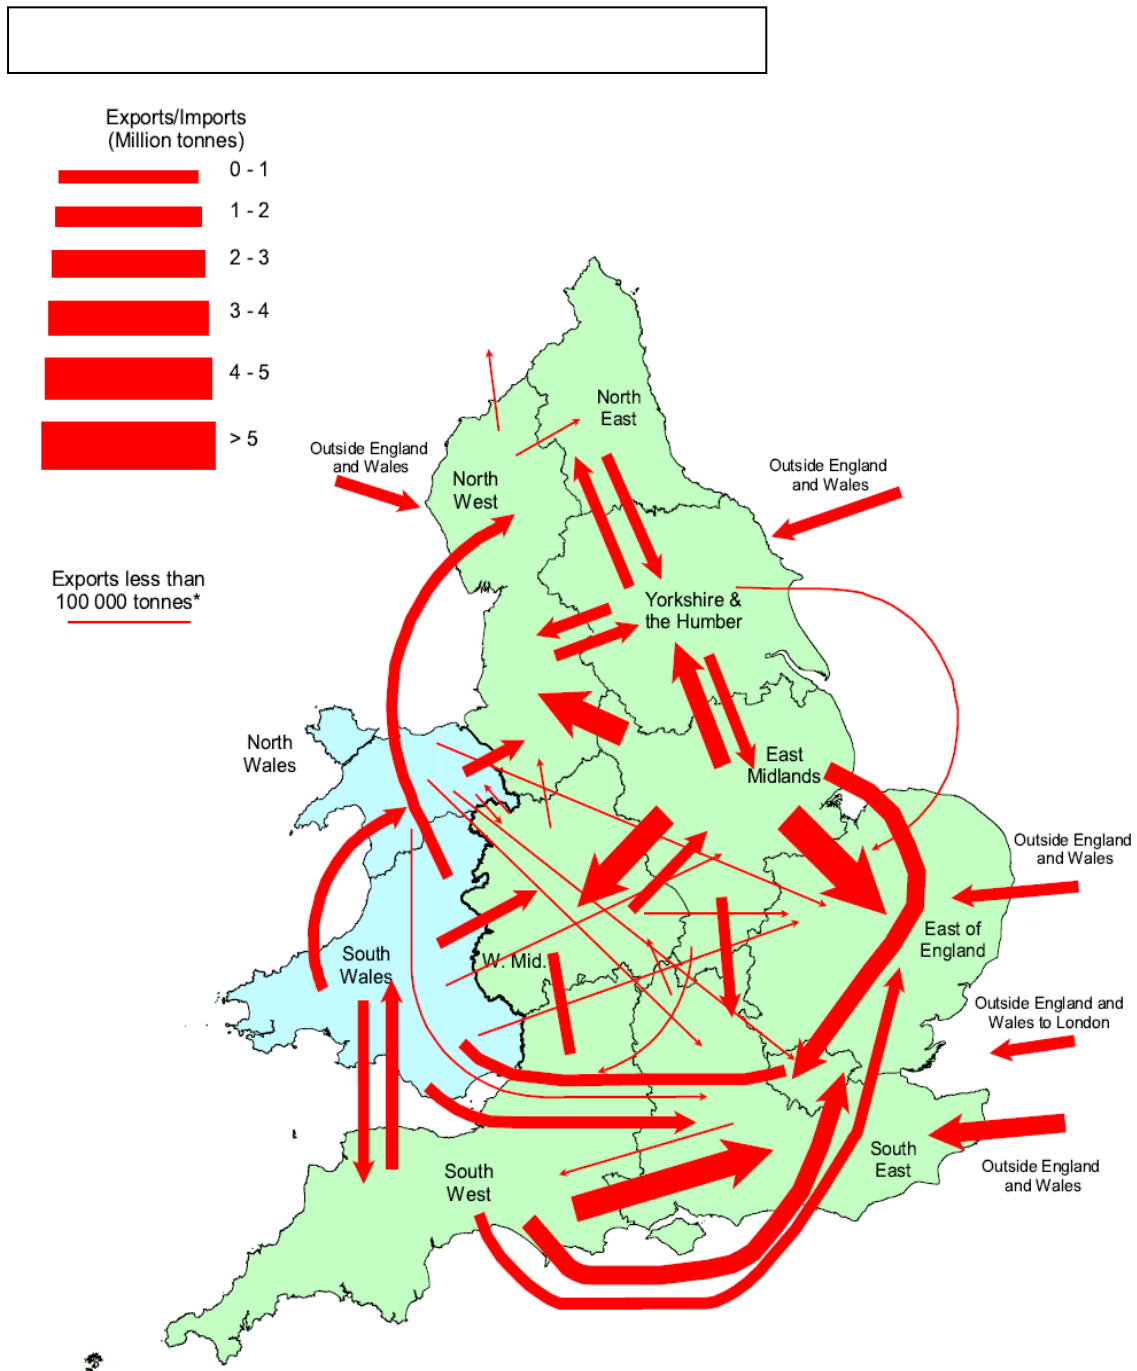 Exports/Imports
(Million tonnes)
0 - 1
1 - 2
2 - 3
3 - 4
4 - 5
> 5
Exports less than
100 000 tonnes*
North
East
Outside England
and Wales
North
West
Outside England
and Wales
Yorkshire &
the Humber
North
Wales
East
Midlands
Outside England
and Wales
East of
England
South
Wales
W. Mid.
Outside England and
Wales to London
South
East
Outside England
and Wales
South
West